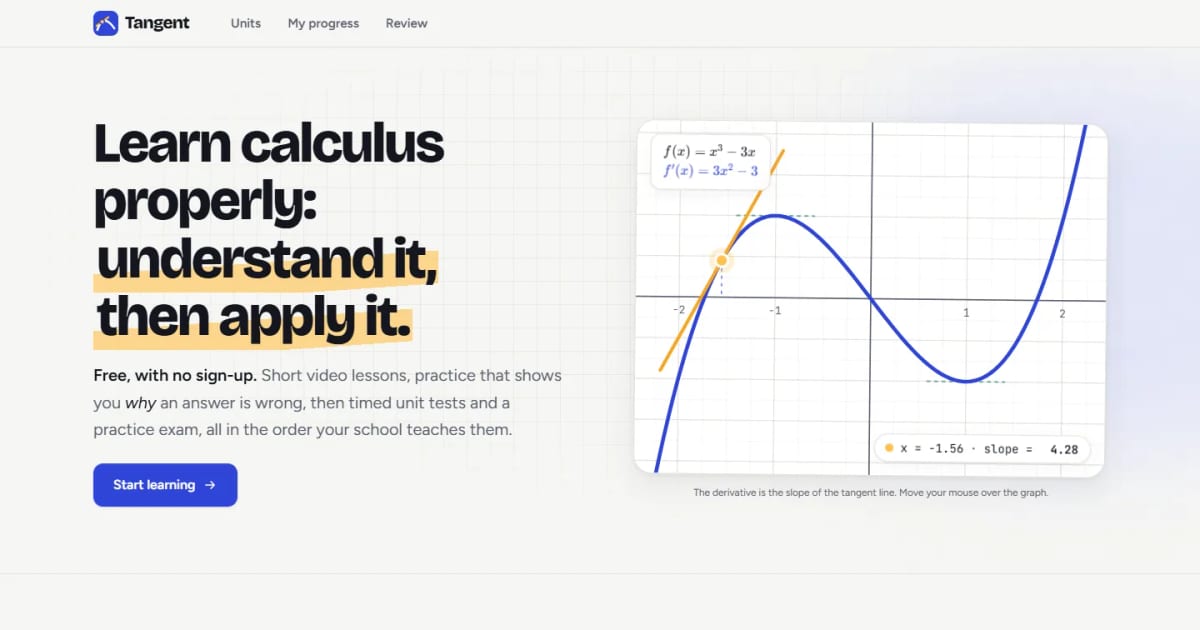 Tangent
Units
My progress
Review
Learn calculus
properly:
understand it,
then apply it.
Free, with no sign-up. Short video lessons, practice that shows
you why an answer is wrong, then timed unit tests and a
practice exam, all in the order your school teaches them.
Start learning →
f(x) = x³ − 3x
f′(x) = 3x² − 3
-2
-1
1
2
x = -1.56 · slope = 4.28
The derivative is the slope of the tangent line. Move your mouse over the graph.